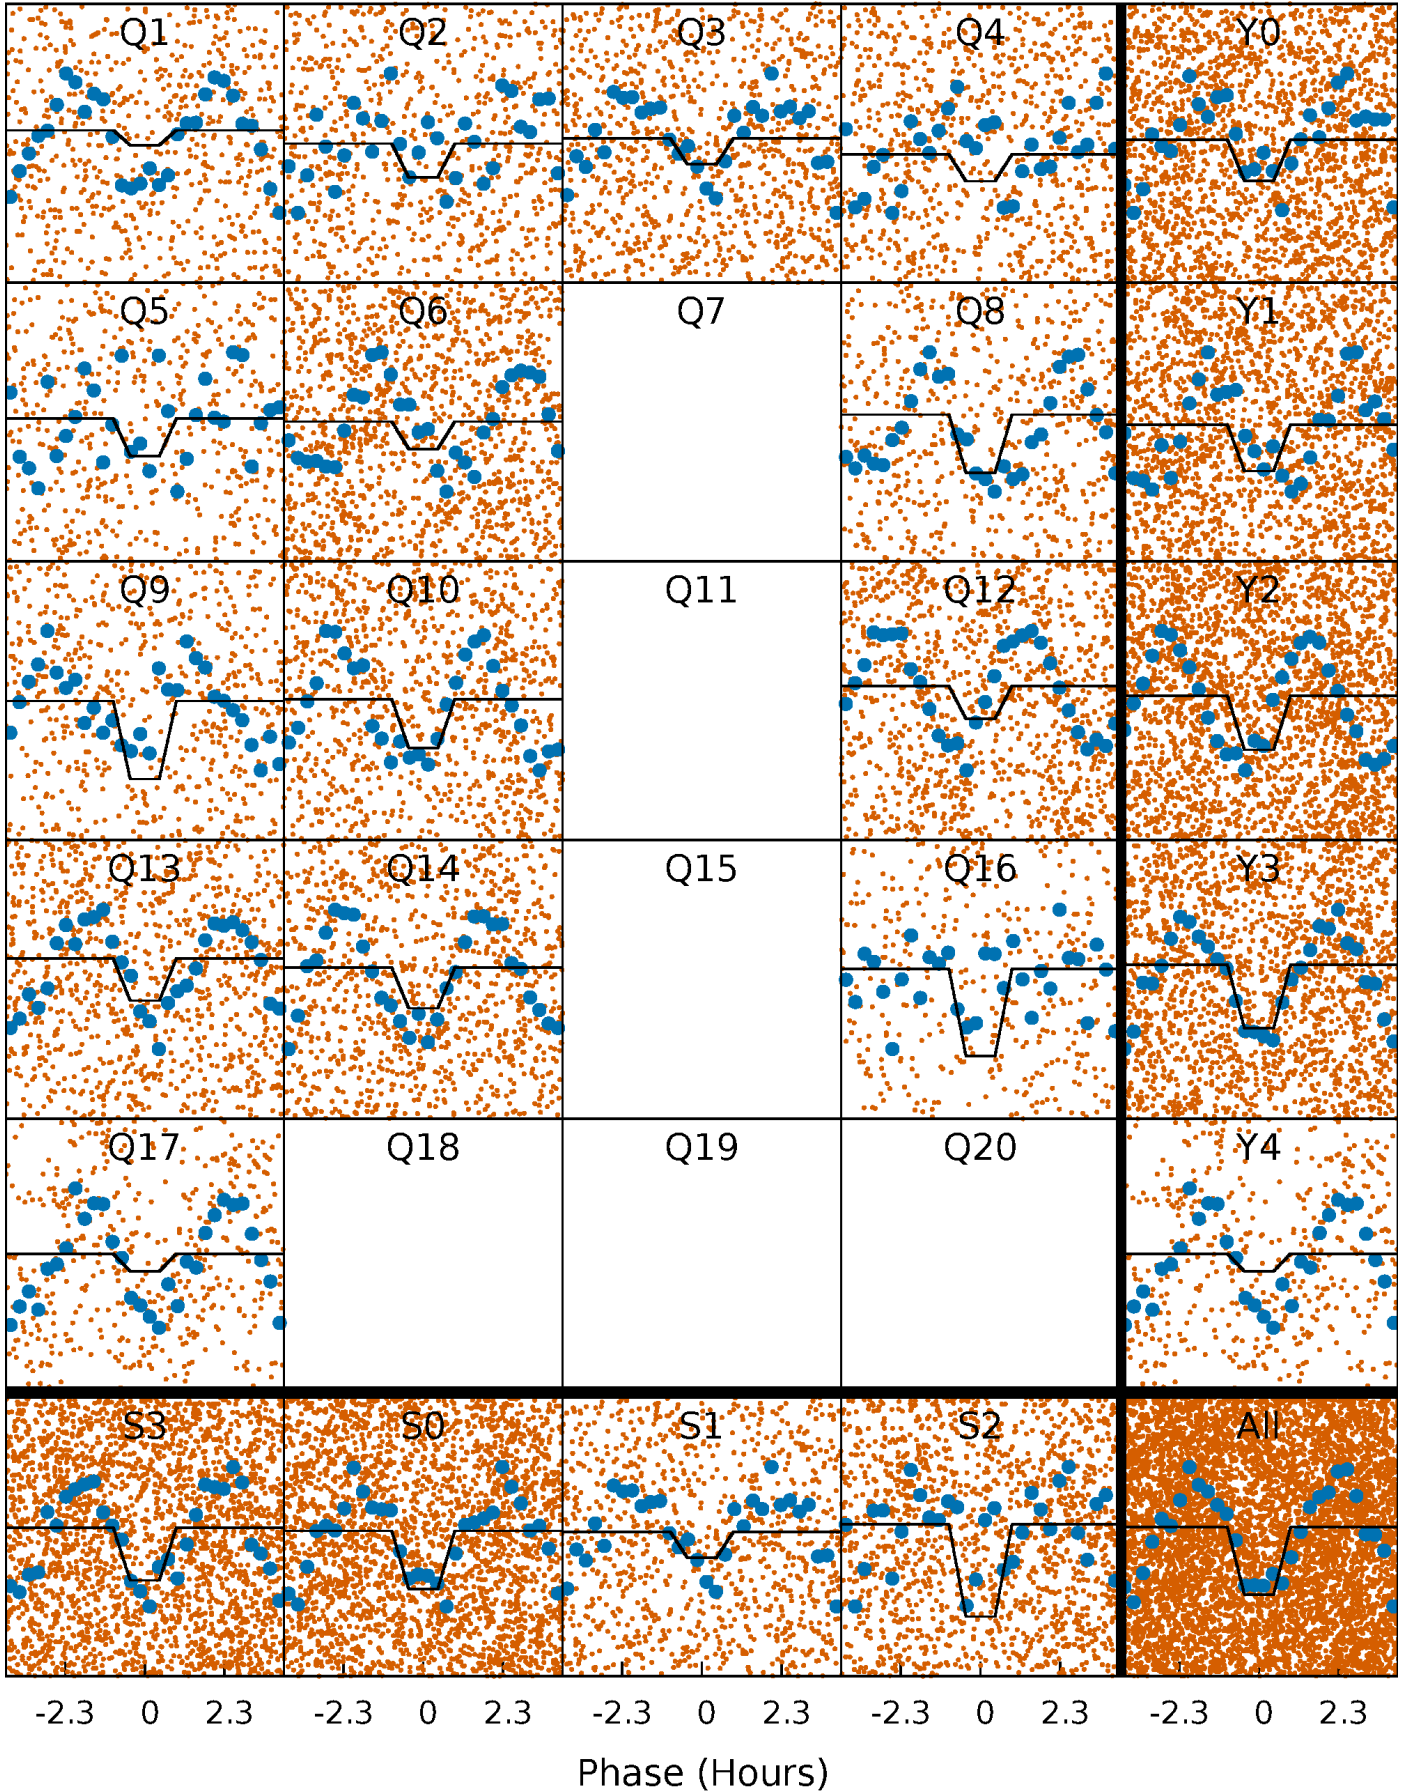 Q1 Q2 Q3 Q4 Y0
Q5 Q6 Q7 Q8 Y1
Q9 Q10 Q11 Q12 Y2
Q13 Q14 Q15 Q16 Y3
Q17 Q18 Q19 Q20 Y4
S3 S0 S1 S2 All
-2.3 0 2.3 -2.3 0 2.3 -2.3 0 2.3 -2.3 0 2.3 -2.3 0 2.3
Phase (Hours)